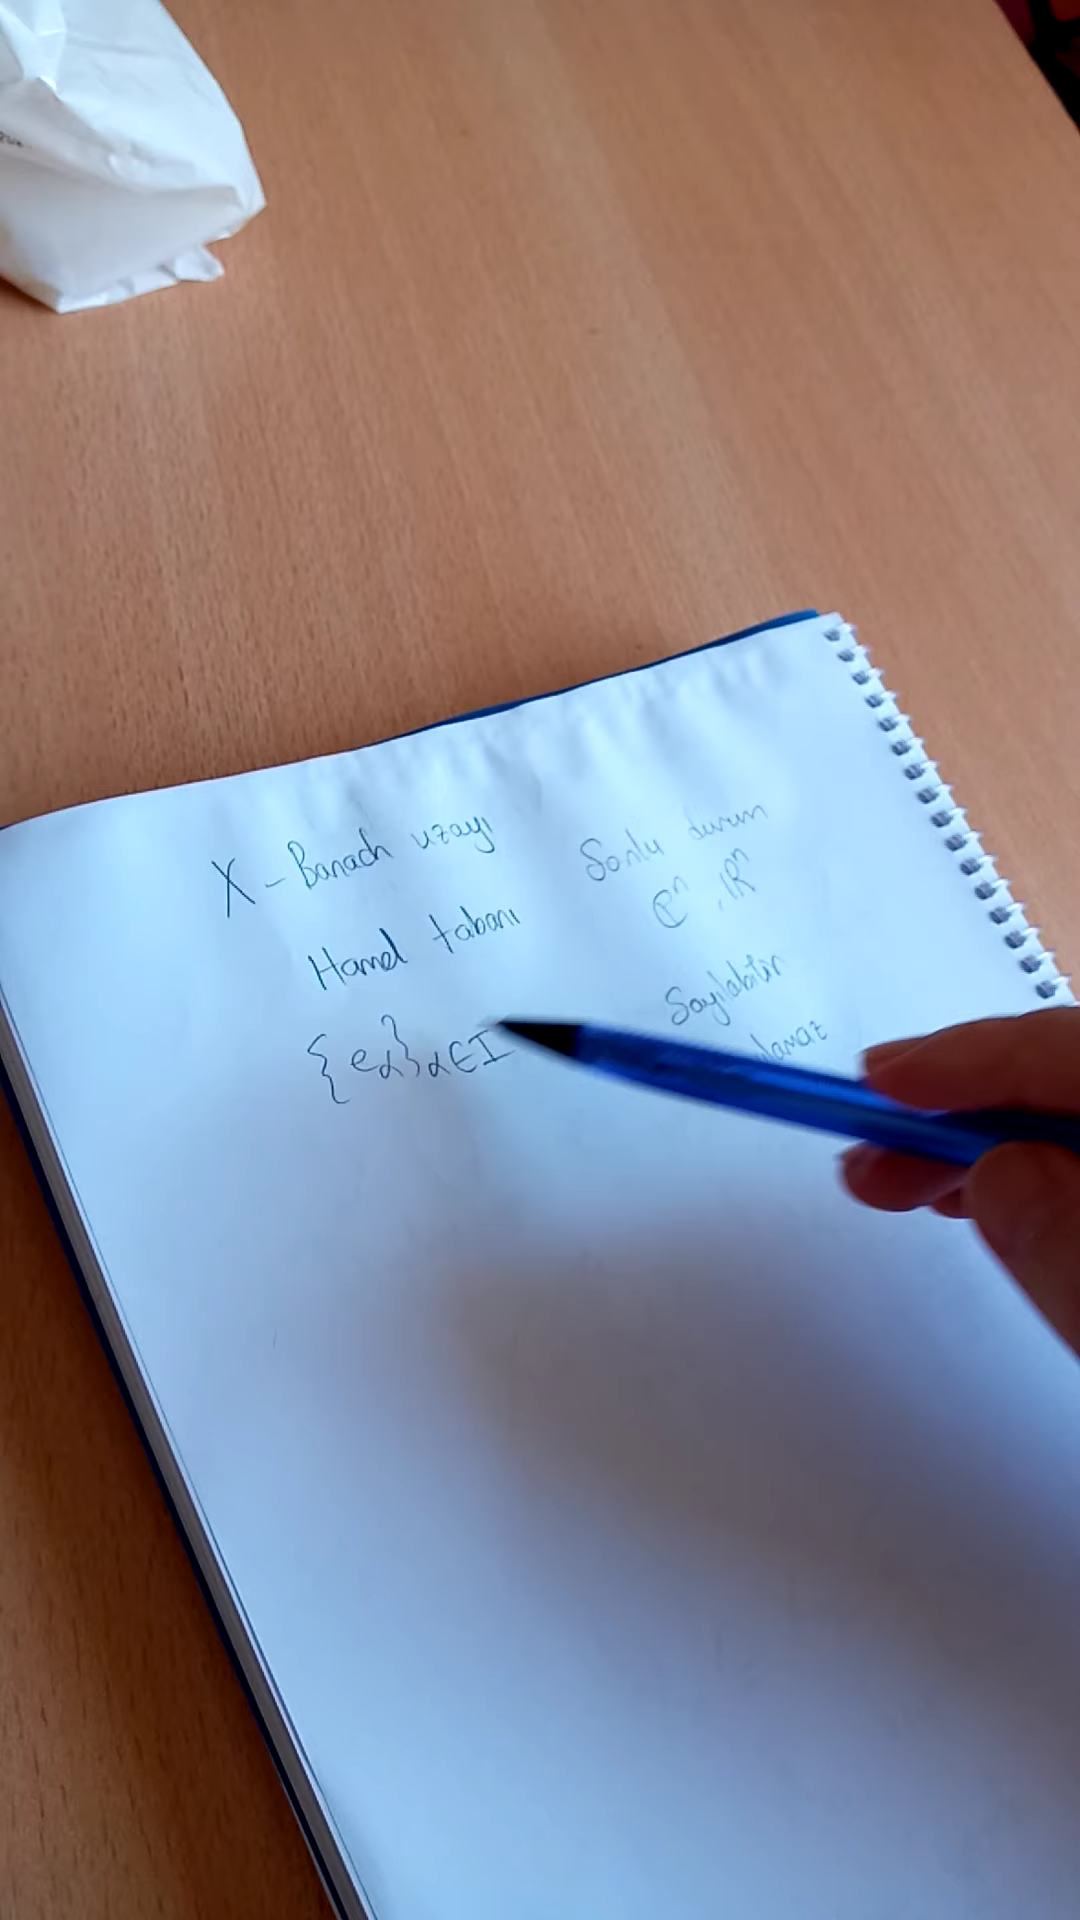 X - Banach uzayı
Hamel tabanı
{eα}α∈I
Sonlu durum
ℂⁿ, ℝⁿ
Sayılabilir